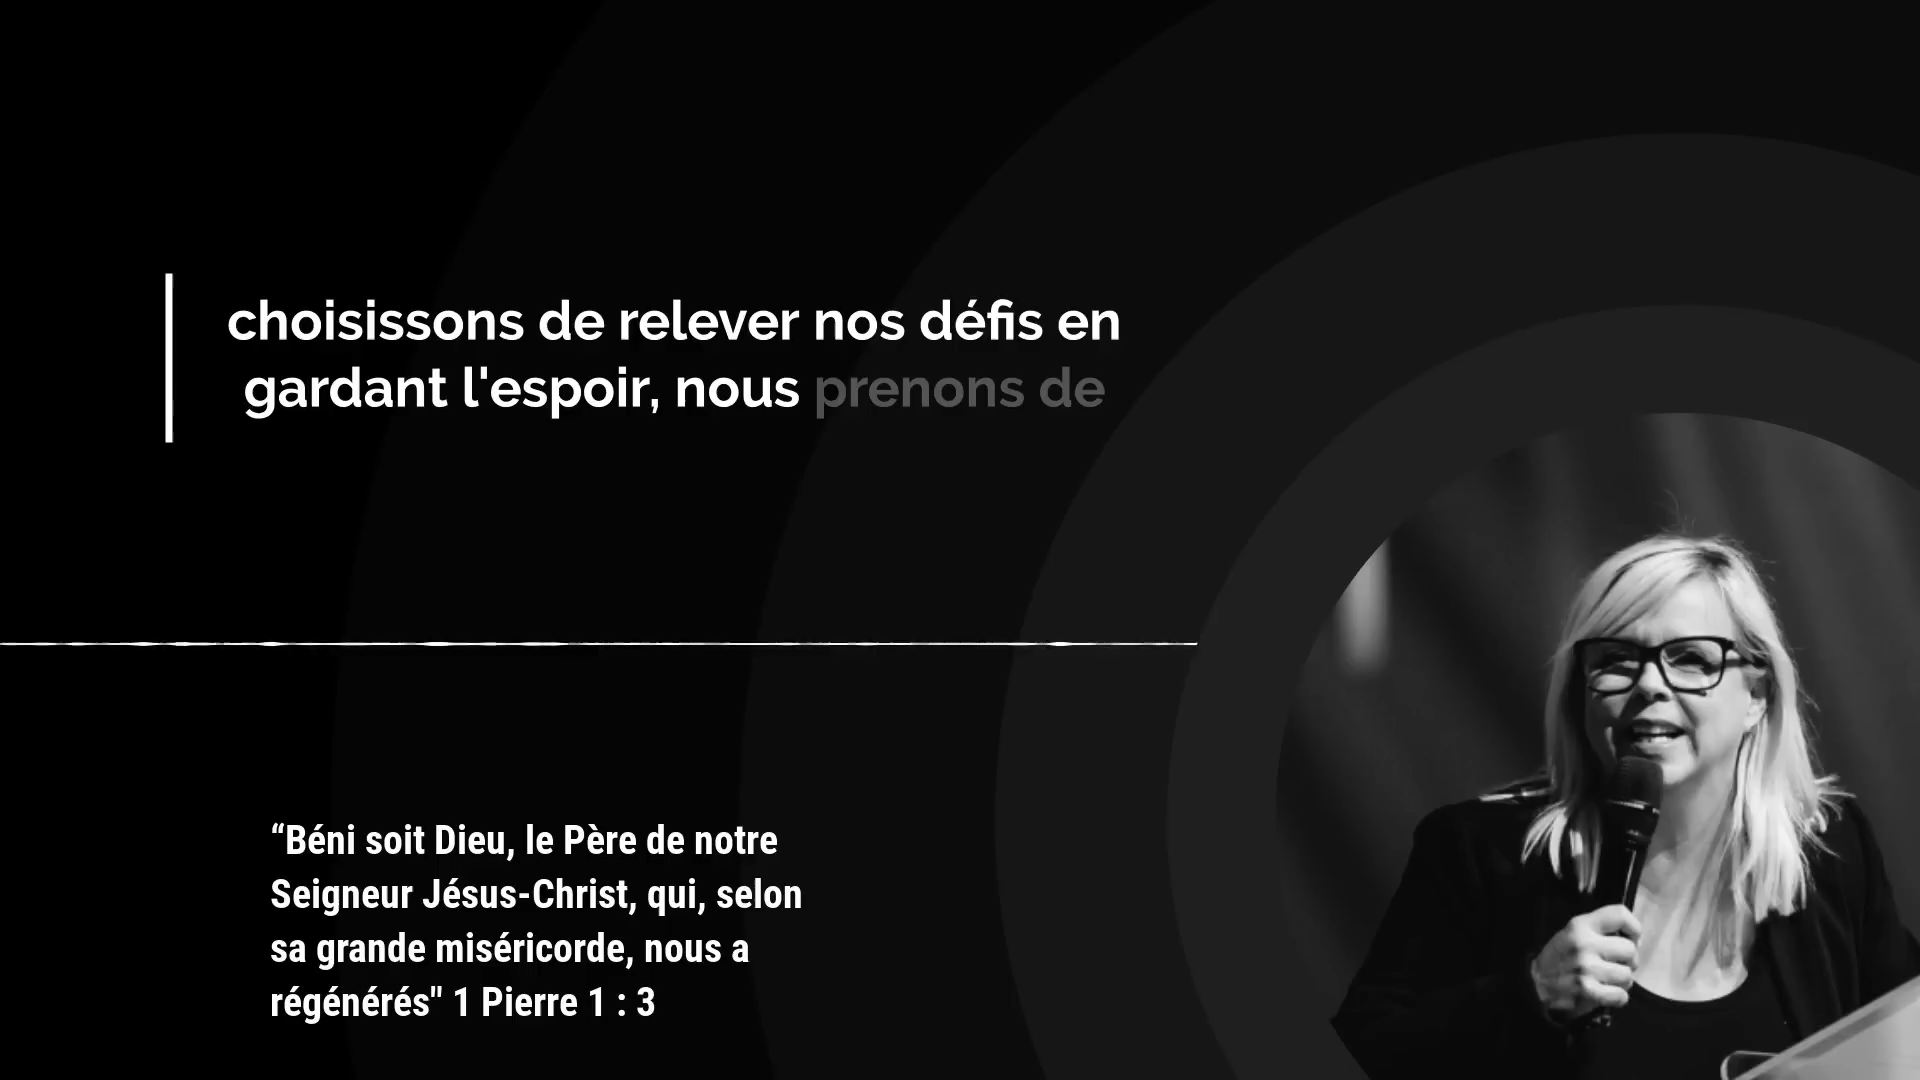 choisissons de relever nos défis en
gardant l'espoir, nous prenons de
“Béni soit Dieu, le Père de notre
Seigneur Jésus-Christ, qui, selon
sa grande miséricorde, nous a
régénérés" 1 Pierre 1 : 3